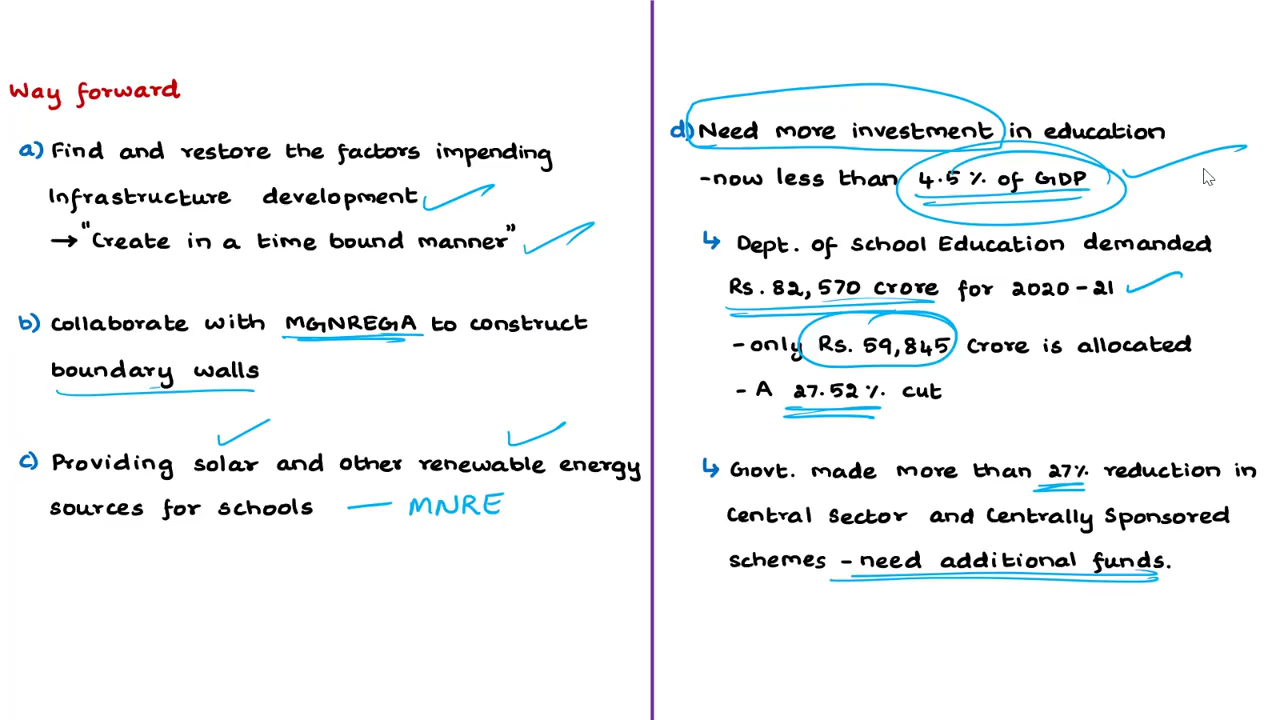 Way forward
a) Find and restore the factors impending
Infrastructure development
→ "Create in a time bound manner"
b) Collaborate with MGNREGA to construct
boundary walls
c) Providing solar and other renewable energy
sources for schools — MNRE
d) Need more investment in education
-now less than 4.5% of GDP
↳ Dept. of school Education demanded
Rs. 82,570 crore for 2020-21
- only Rs. 59,845 crore is allocated
- A 27.52% cut
↳ Govt. made more than 27% reduction in
Central Sector and Centrally Sponsored
schemes - need additional funds.